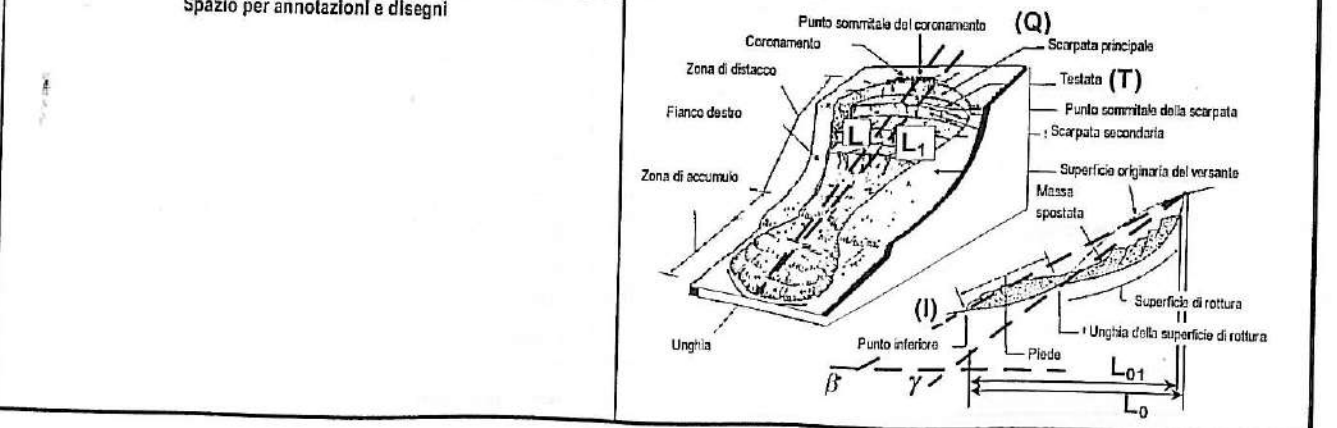 Spazio per annotazioni e disegni
Punto sommitale del coronamento (Q)
Coronamento
Scarpata principale
Zona di distacco
Testata (T)
Fianco destro
Punto sommitale della scarpata
Scarpata secondaria
L L₁
Zona di accumulo
Superficie originaria del versante
Massa
spostata
Superficie di rottura
(I)
Unghia della superficie di rottura
Unghia
Punto inferiore
Piede
β γ
L₀₁
L₀